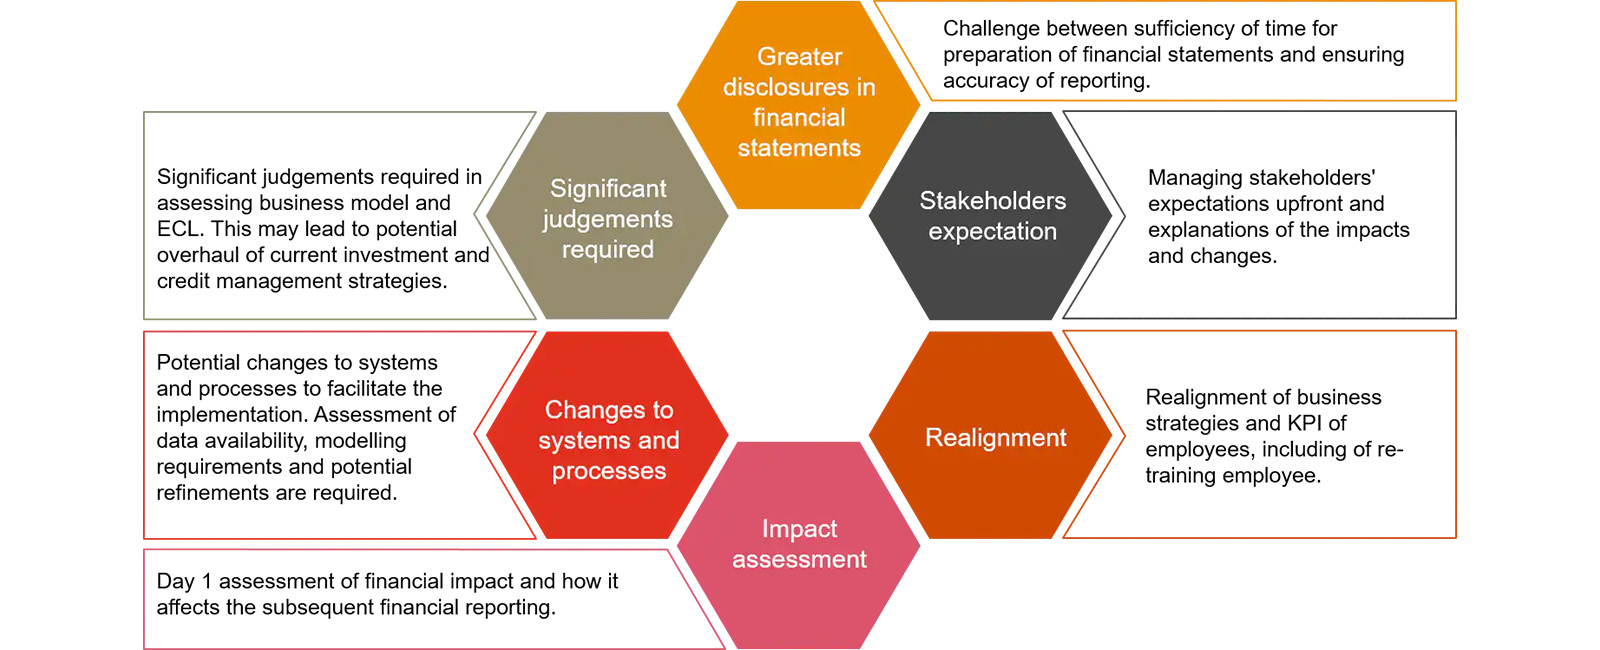 Greater
disclosures in
financial
statements
Challenge between sufficiency of time for
preparation of financial statements and ensuring
accuracy of reporting.
Significant judgements required in
assessing business model and
ECL. This may lead to potential
overhaul of current investment and
credit management strategies.
Significant
judgements
required
Stakeholders
expectation
Managing stakeholders'
expectations upfront and
explanations of the impacts
and changes.
Potential changes to systems
and processes to facilitate the
implementation. Assessment of
data availability, modelling
requirements and potential
refinements are required.
Changes to
systems and
processes
Realignment
Realignment of business
strategies and KPI of
employees, including of re-
training employee.
Impact
assessment
Day 1 assessment of financial impact and how it
affects the subsequent financial reporting.